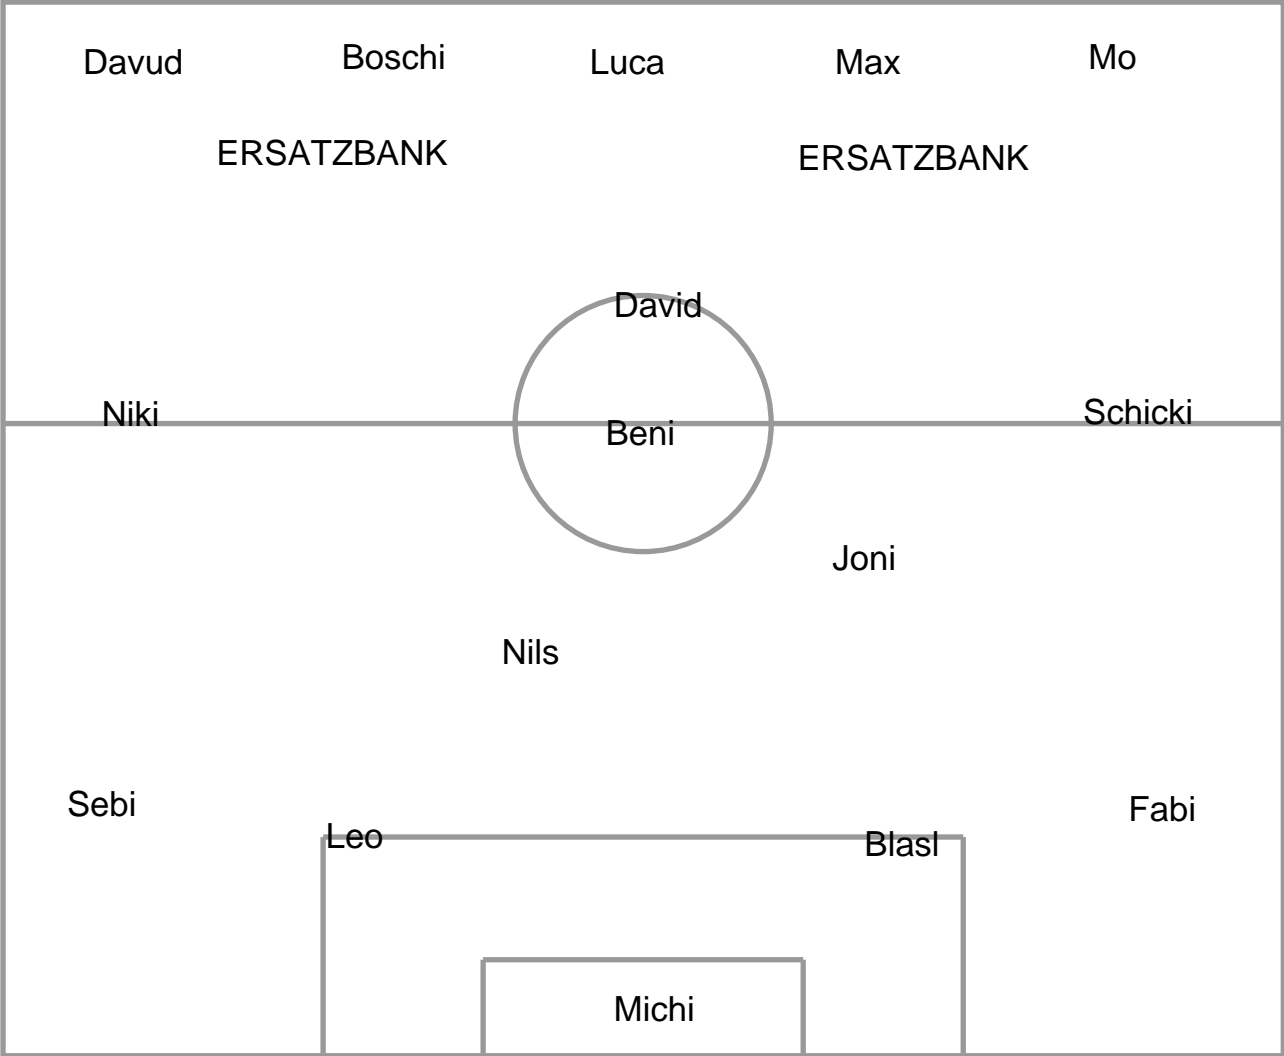 Davud Boschi Luca Max Mo
ERSATZBANK ERSATZBANK
David
Niki Beni Schicki
Joni
Nils
Sebi Fabi
Leo Blasl
Michi